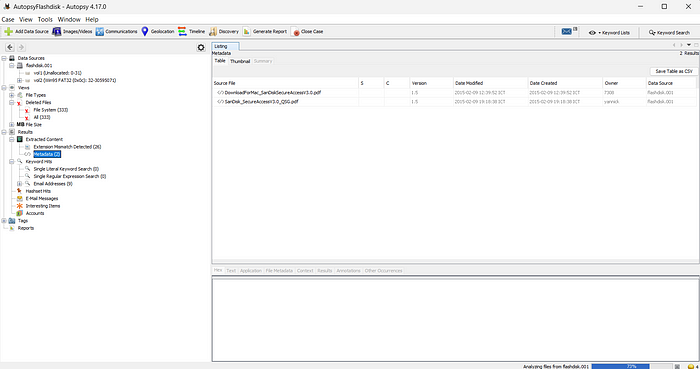 AutopsyFlashdisk - Autopsy 4.17.0
Case View Tools Window Help
Add Data Source Images/Videos Communications Geolocation Timeline Discovery Generate Report Close Case Keyword Lists Keyword Search
Data Sources
flashdisk.001
vol1 (Unallocated: 0-31)
vol2 (Win95 FAT32 (0x0c): 32-30595071)
Views
File Types
Deleted Files
File System (333)
All (333)
MB File Size
Results
Extracted Content
Extension Mismatch Detected (26)
Metadata (2)
Keyword Hits
Single Literal Keyword Search (0)
Single Regular Expression Search (0)
Email Addresses (9)
Hashset Hits
E-Mail Messages
Interesting Items
Accounts
Tags
Reports
Listing
Metadata 2 Results
Table Thumbnail Summary
Save Table as CSV
Source File S C Version Date Modified Date Created Owner Data Source
DownloadForMac_SanDiskSecureAccessV3.0.pdf 1.5 2015-02-09 12:39:52 ICT 2015-02-09 12:39:52 ICT 7308 flashdisk.001
SanDisk_SecureAccessV3.0_QSG.pdf 1.5 2015-02-09 19:18:38 ICT 2015-02-09 19:18:38 ICT yannick flashdisk.001
Hex Text Application File Metadata Context Results Annotations Other Occurrences
Analyzing files from flashdisk.001 72% 4